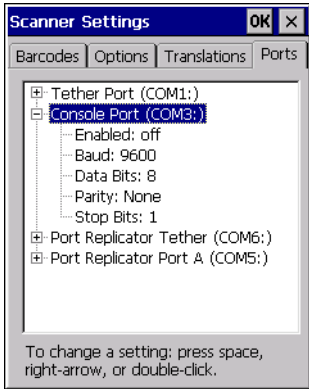 Scanner Settings OK ×
Barcodes Options Translations Ports
Tether Port (COM1:)
Console Port (COM3:)
Enabled: off
Baud: 9600
Data Bits: 8
Parity: None
Stop Bits: 1
Port Replicator Tether (COM6:)
Port Replicator Port A (COM5:)
To change a setting: press space,
right-arrow, or double-click.